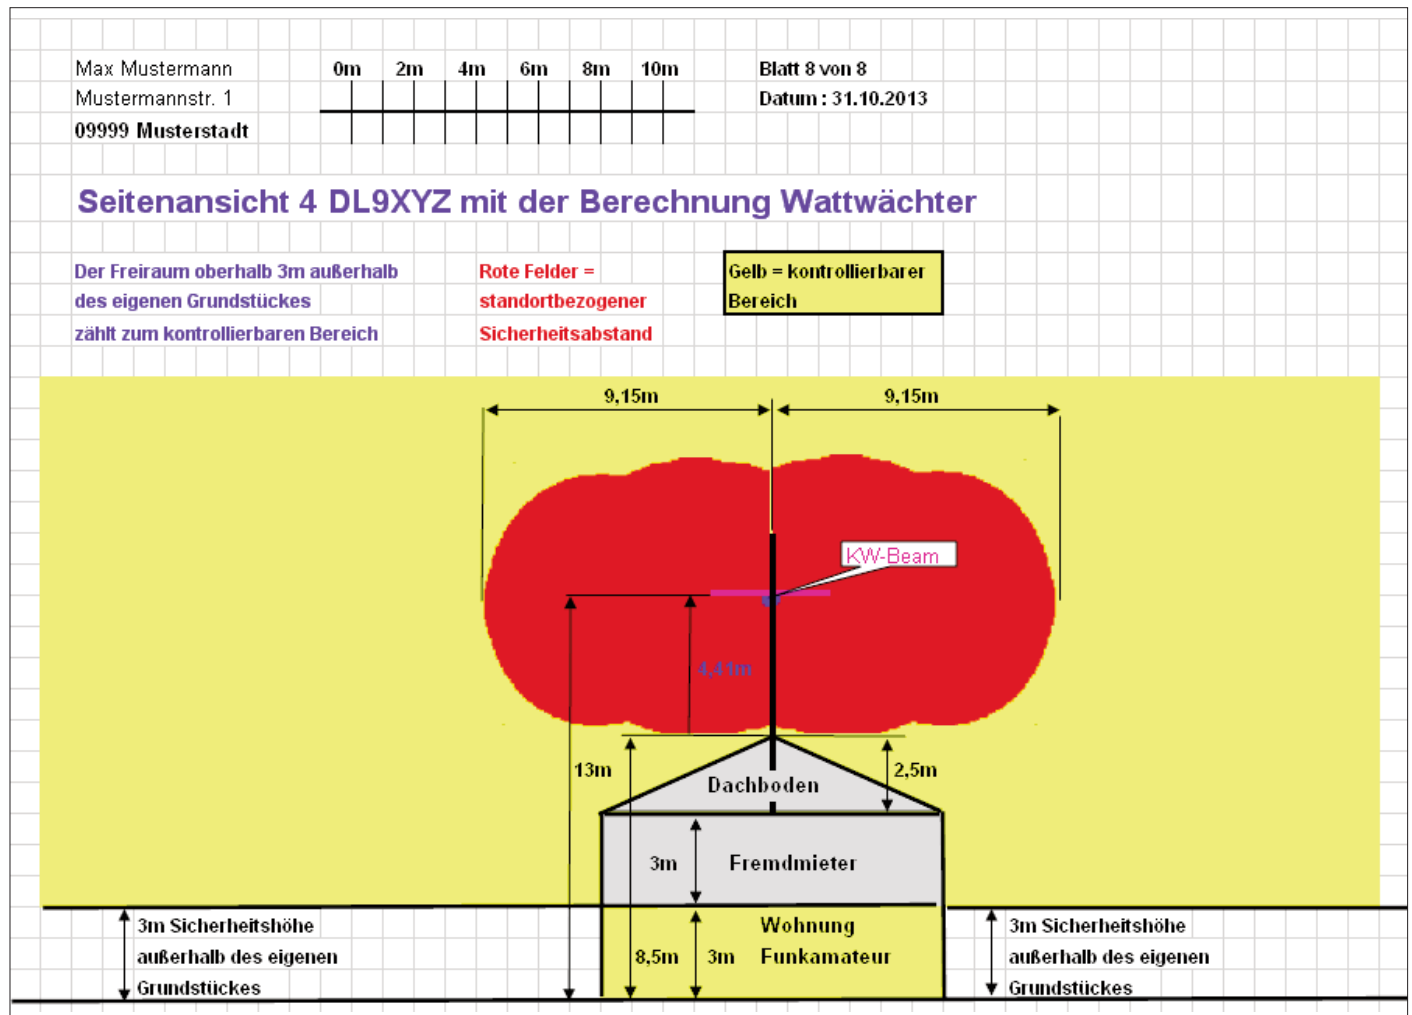 Max Mustermann
Mustermannstr. 1
09999 Musterstadt
0m 2m 4m 6m 8m 10m
Blatt 8 von 8
Datum : 31.10.2013
Seitenansicht 4 DL9XYZ mit der Berechnung Wattwächter
Der Freiraum oberhalb 3m außerhalb
des eigenen Grundstückes
zählt zum kontrollierbaren Bereich
Rote Felder =
standortbezogener
Sicherheitsabstand
Gelb = kontrollierbarer
Bereich
9,15m 9,15m
KW-Beam
4,41m
13m
2,5m
Dachboden
3m Fremdmieter
3m Sicherheitshöhe
außerhalb des eigenen
Grundstückes
8,5m 3m
Wohnung
Funkamateur
3m Sicherheitshöhe
außerhalb des eigenen
Grundstückes